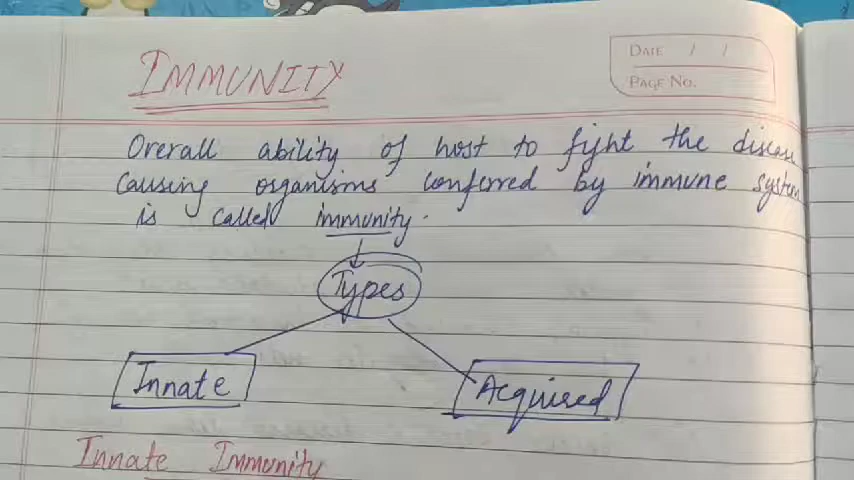 IMMUNITY
DATE / /
PAGE NO.
Overall ability of host to fight the disease
causing organisms conferred by immune system
is called immunity.
Types
Innate
Acquired
Innate Immunity